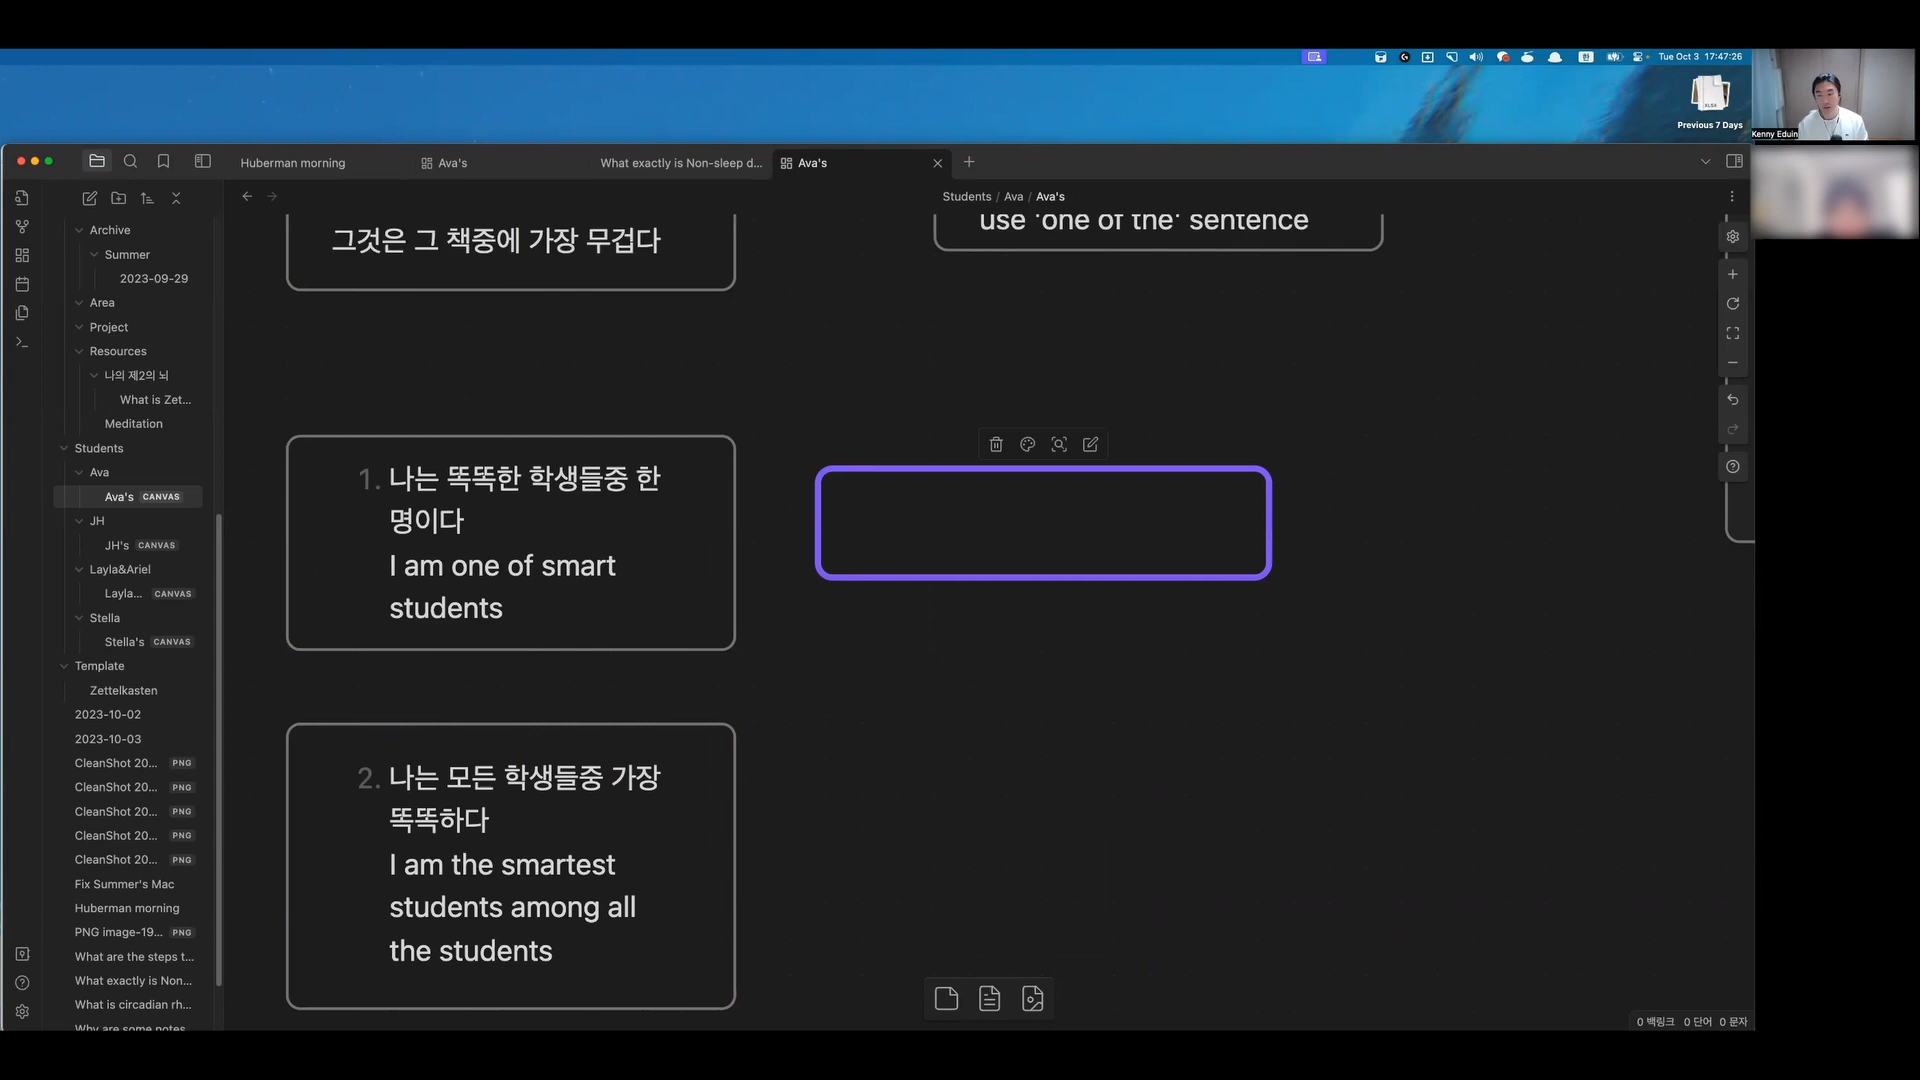 Tue Oct 3 17:47:26
XLSX
Previous 7 Days
Kenny Eduin
Huberman morning
Ava's
What exactly is Non-sleep d...
Ava's
Students / Ava / Ava's
Archive
Summer
2023-09-29
Area
Project
Resources
나의 제2의 뇌
What is Zet...
Meditation
Students
Ava
Ava's CANVAS
JH
JH's CANVAS
Layla&Ariel
Layla... CANVAS
Stella
Stella's CANVAS
Template
Zettelkasten
2023-10-02
2023-10-03
CleanShot 20... PNG
CleanShot 20... PNG
CleanShot 20... PNG
CleanShot 20... PNG
CleanShot 20... PNG
Fix Summer's Mac
Huberman morning
PNG image-19... PNG
What are the steps t...
What exactly is Non...
What is circadian rh...
Why are some notes
그것은 그 책중에 가장 무겁다
use 'one of the' sentence
1. 나는 똑똑한 학생들중 한
명이다
I am one of smart
students
2. 나는 모든 학생들중 가장
똑똑하다
I am the smartest
students among all
the students
0 백링크 0 단어 0 문자